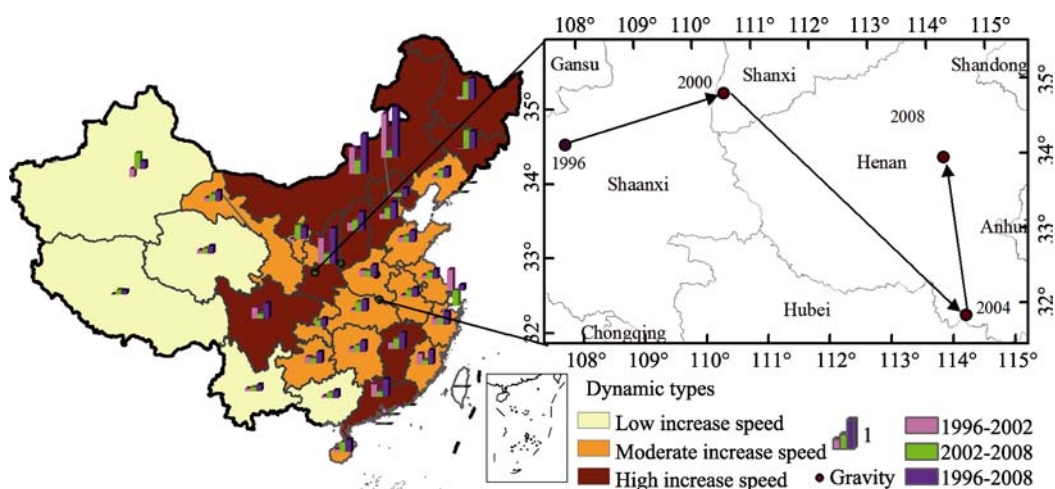 108° 109° 110° 111° 112° 113° 114° 115°
Gansu
2000
Shanxi
Shandong
35°
35°
2008
34°
34°
1996
Henan
Shaanxi
Anhui
33°
33°
32°
32°
Hubei
2004
Chongqing
108° 109° 110° 111° 112° 113° 114° 115°
Dynamic types
Low increase speed
Moderate increase speed
High increase speed
1
Gravity
1996-2002
2002-2008
1996-2008